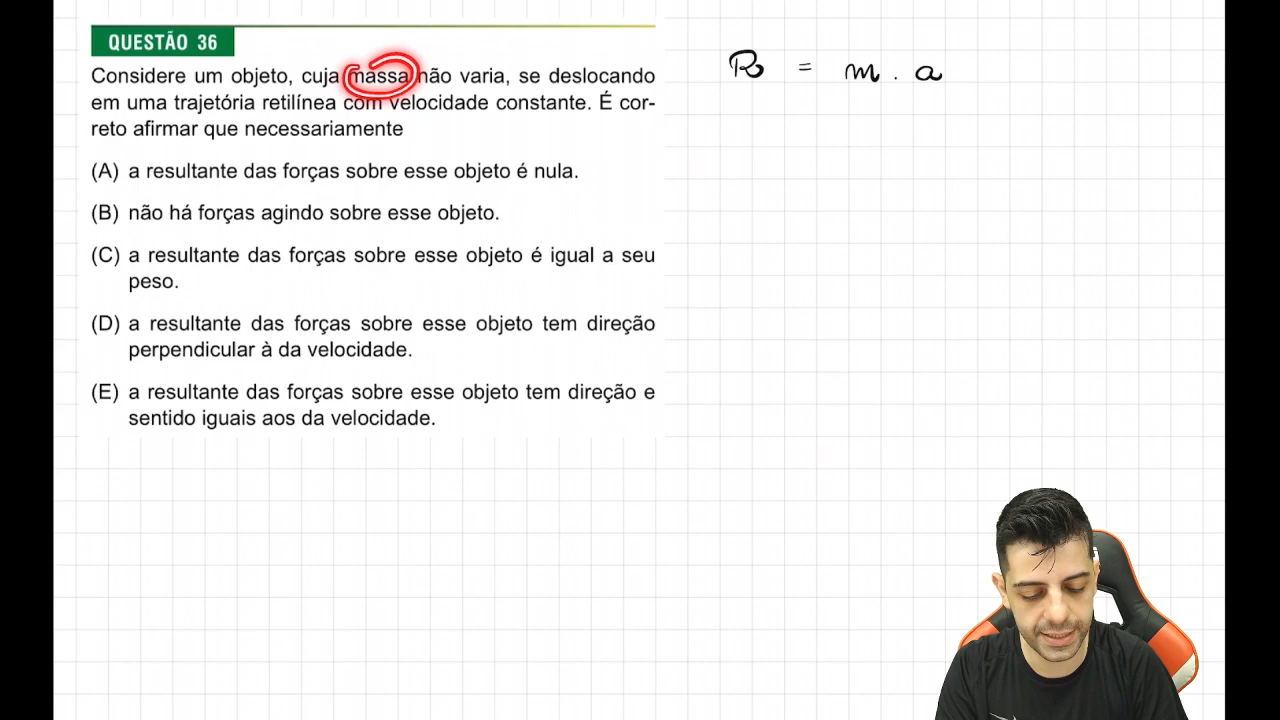 QUESTÃO 36
Considere um objeto, cuja massa não varia, se deslocando
em uma trajetória retilínea com velocidade constante. É cor-
reto afirmar que necessariamente
(A) a resultante das forças sobre esse objeto é nula.
(B) não há forças agindo sobre esse objeto.
(C) a resultante das forças sobre esse objeto é igual a seu
peso.
(D) a resultante das forças sobre esse objeto tem direção
perpendicular à da velocidade.
(E) a resultante das forças sobre esse objeto tem direção e
sentido iguais aos da velocidade.
R = m . a